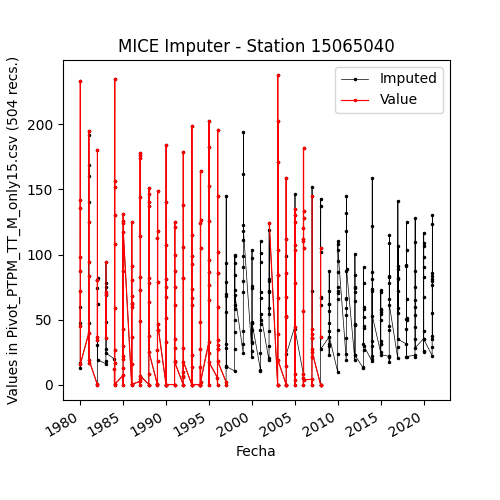 MICE Imputer - Station 15065040
Values in Pivot_PTPM_TT_M_only15.csv (504 recs.)
Imputed
Value
200
150
100
50
0
1980
1985
1990
1995
2000
2005
2010
2015
2020
Fecha